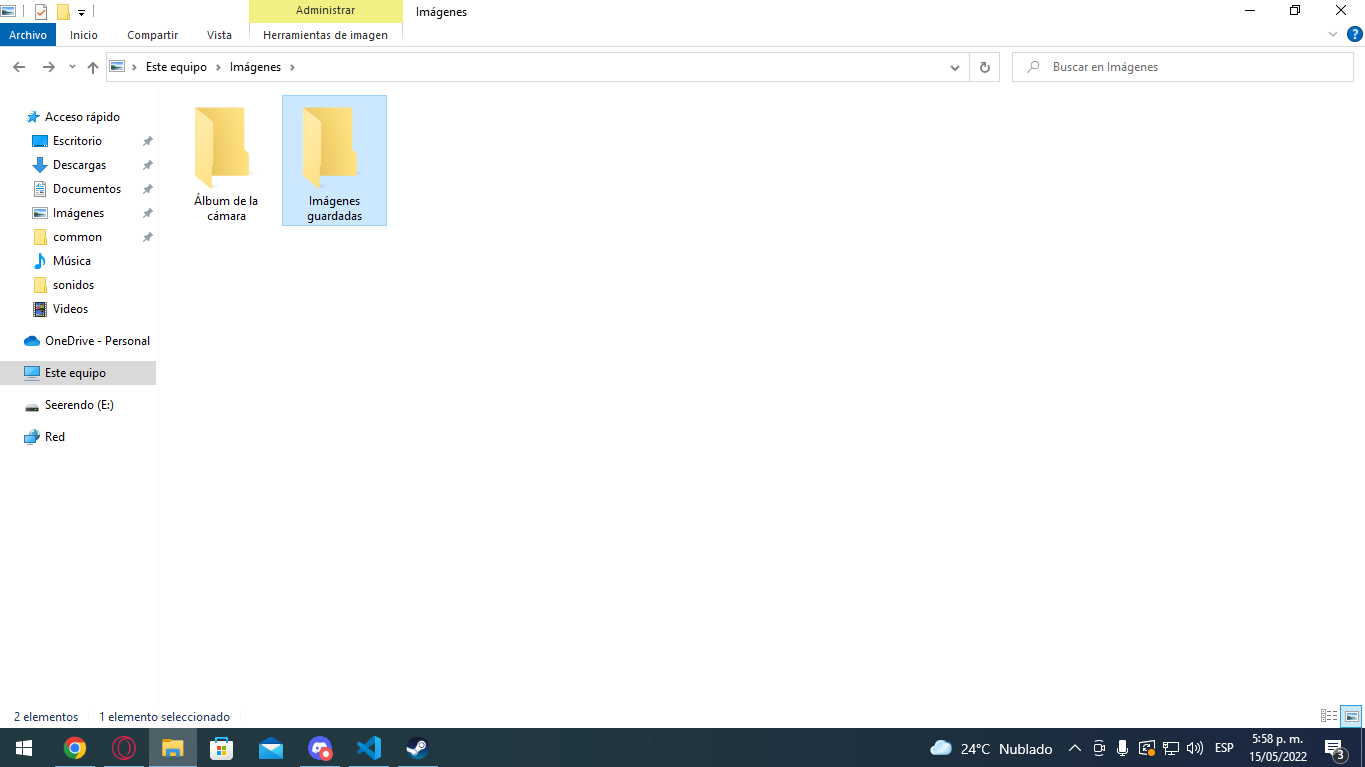 Administrar
Imágenes
Archivo
Inicio
Compartir
Vista
Herramientas de imagen
?
Este equipo
Imágenes
Buscar en Imágenes
Acceso rápido
Escritorio
Descargas
Documentos
Imágenes
common
Música
sonidos
Videos
OneDrive - Personal
Este equipo
Seerendo (E:)
Red
Álbum de la
cámara
Imágenes
guardadas
2 elementos
1 elemento seleccionado
24°C Nublado
ESP
5:58 p. m.
15/05/2022
3